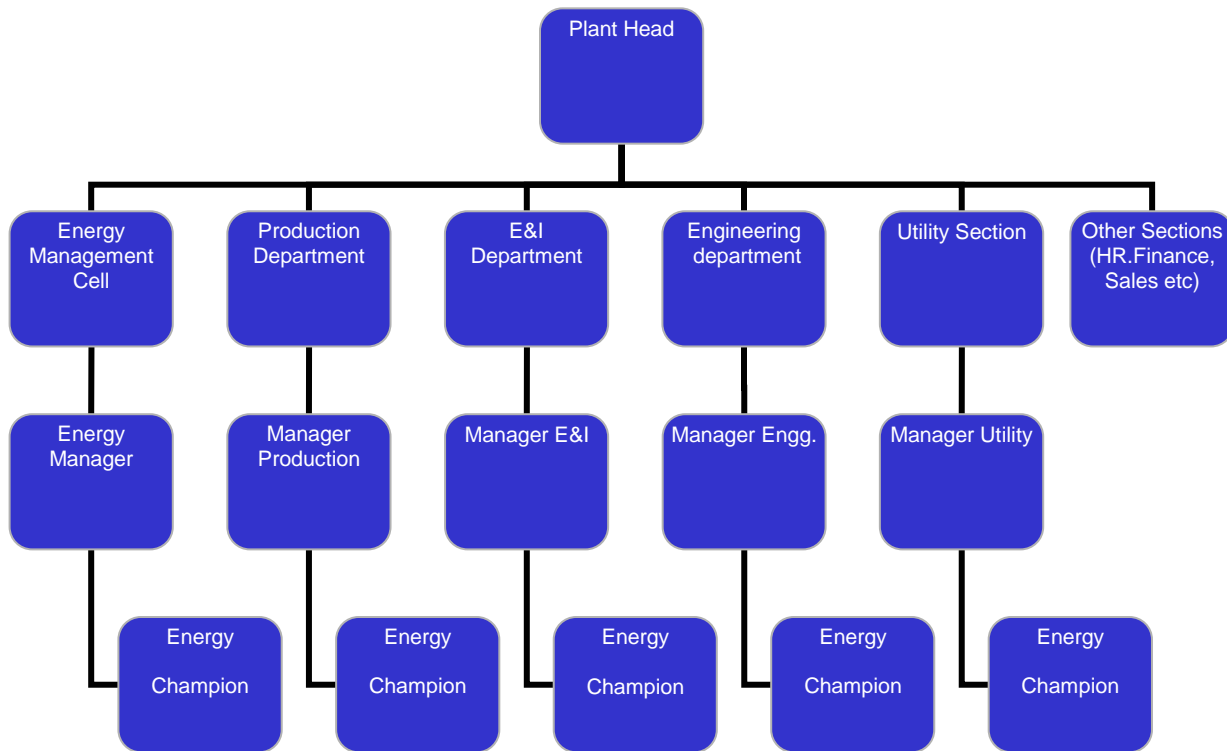 Plant Head
Energy
Management
Cell
Production
Department
E&I
Department
Engineering
department
Utility Section
Other Sections
(HR.Finance,
Sales etc)
Energy
Manager
Manager
Production
Manager E&I
Manager Engg.
Manager Utility
Energy
Champion
Energy
Champion
Energy
Champion
Energy
Champion
Energy
Champion